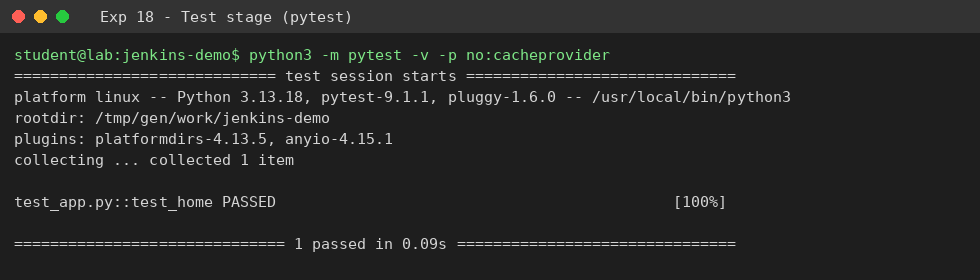 Exp 18 - Test stage (pytest)
student@lab:jenkins-demo$ python3 -m pytest -v -p no:cacheprovider
============================= test session starts ==============================
platform linux -- Python 3.13.18, pytest-9.1.1, pluggy-1.6.0 -- /usr/local/bin/python3
rootdir: /tmp/gen/work/jenkins-demo
plugins: platformdirs-4.13.5, anyio-4.15.1
collecting ... collected 1 item
test_app.py::test_home PASSED [100%]
============================== 1 passed in 0.09s ===============================